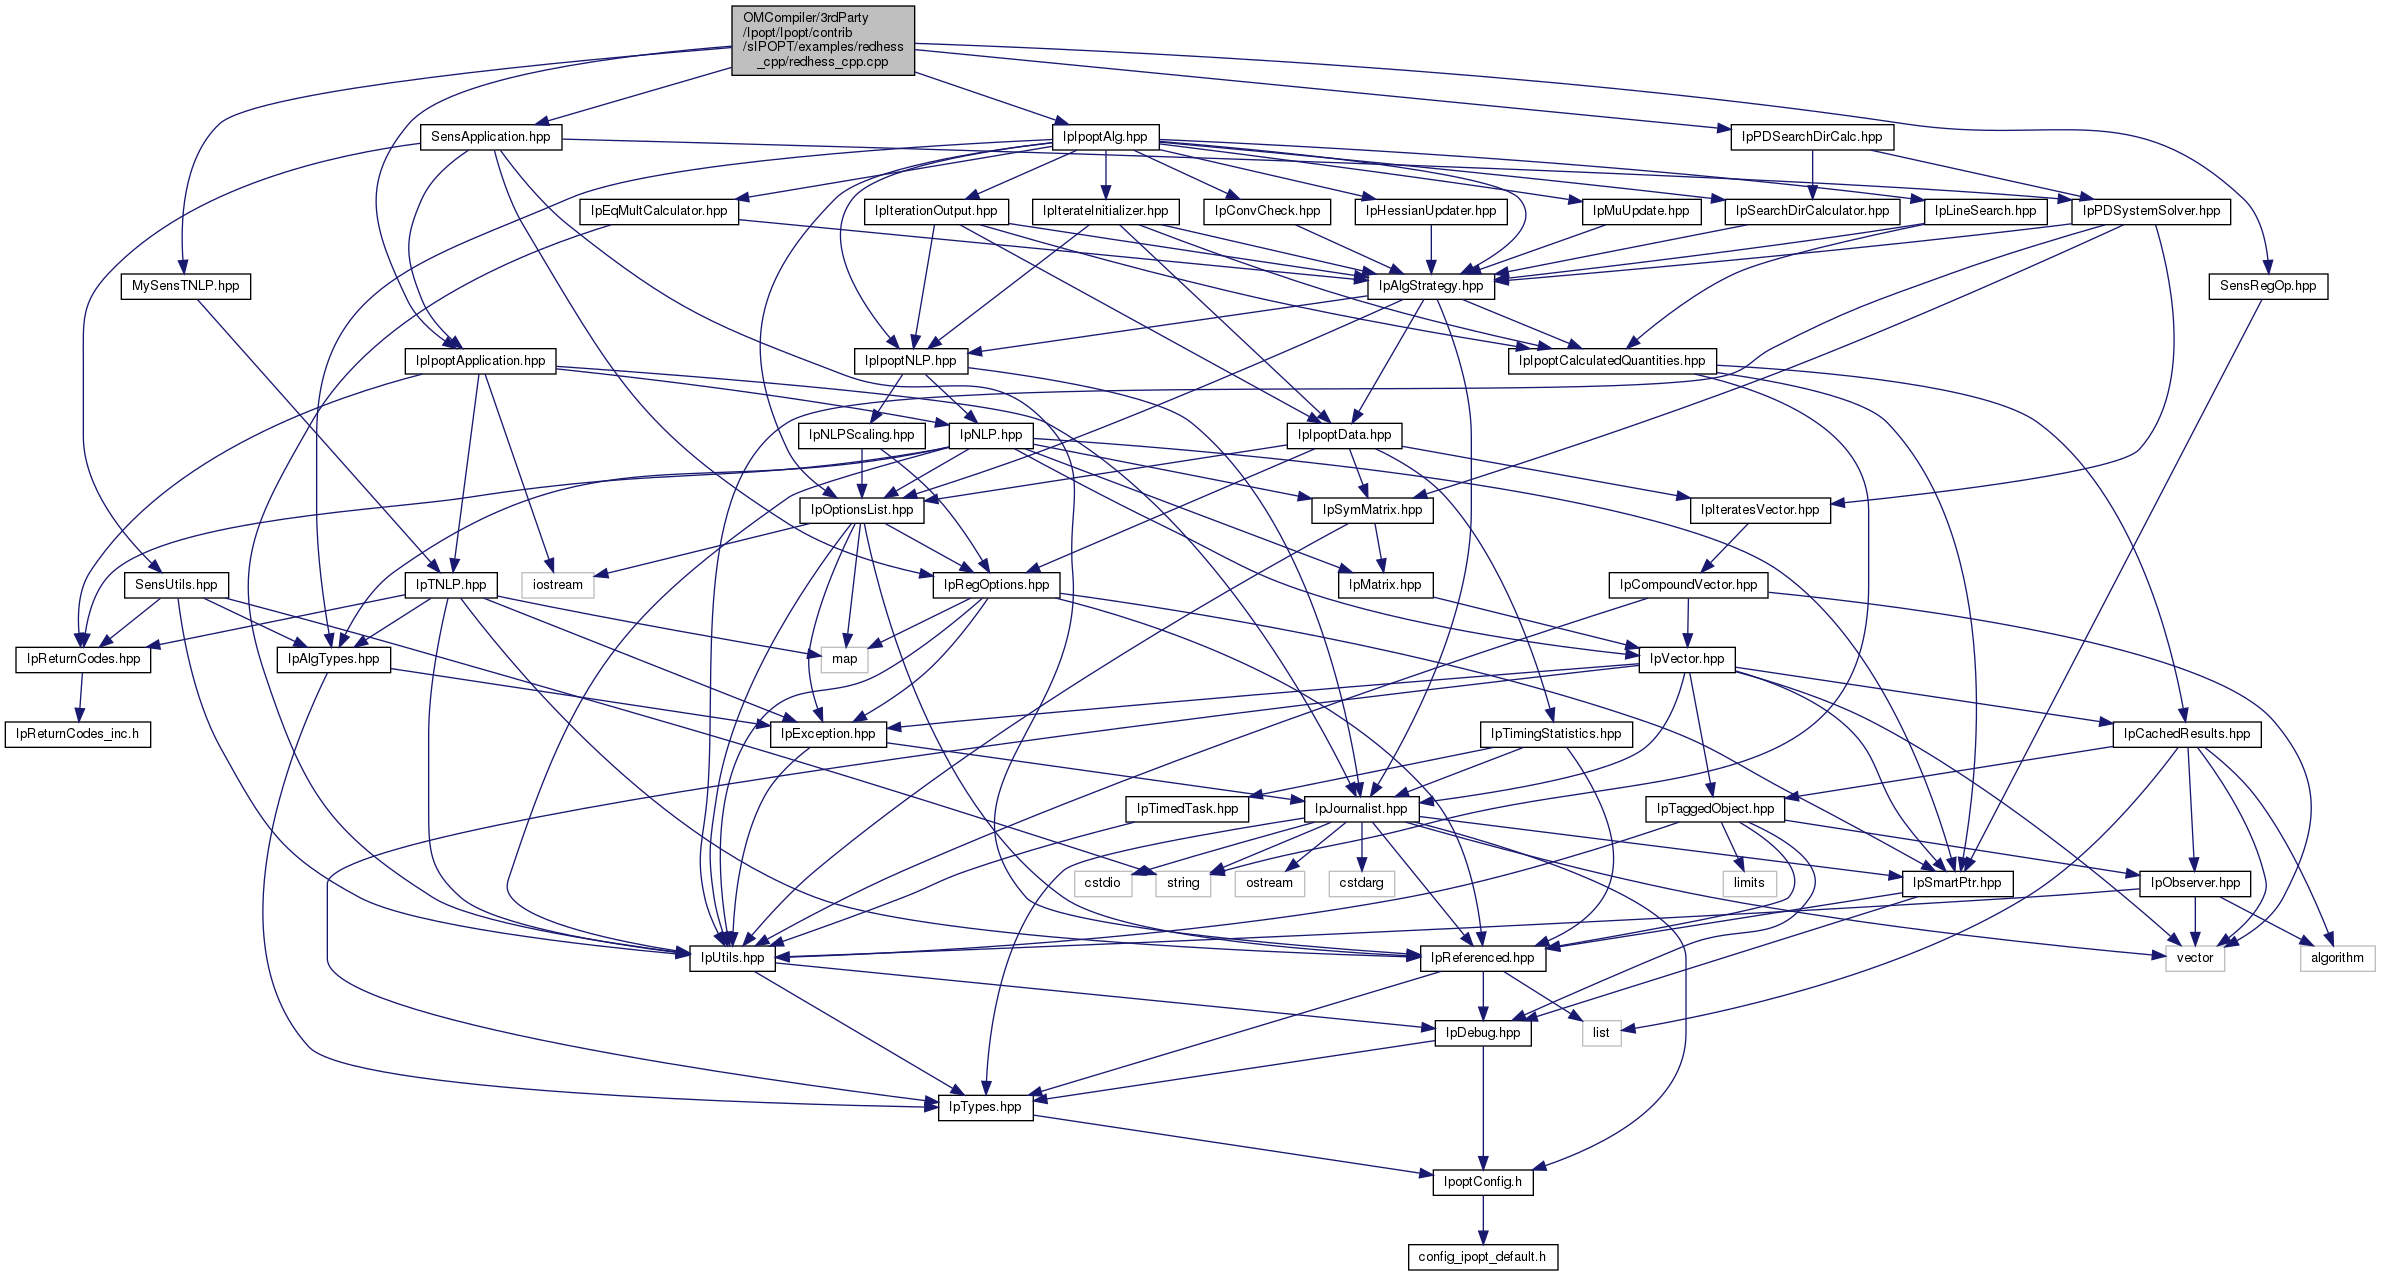 OMCompiler/3rdParty
/Ipopt/Ipopt/contrib
/sIPOPT/examples/redhess
_cpp/redhess_cpp.cpp
SensApplication.hpp
IpIpoptAlg.hpp
IpPDSearchDirCalc.hpp
IpEqMultCalculator.hpp
IpIterationOutput.hpp
IpIterateInitializer.hpp
IpConvCheck.hpp
IpHessianUpdater.hpp
IpMuUpdate.hpp
IpSearchDirCalculator.hpp
IpLineSearch.hpp
IpPDSystemSolver.hpp
MySensTNLP.hpp
IpAlgStrategy.hpp
SensRegOp.hpp
IpIpoptApplication.hpp
IpIpoptNLP.hpp
IpIpoptCalculatedQuantities.hpp
IpNLPScaling.hpp
IpNLP.hpp
IpIpoptData.hpp
IpOptionsList.hpp
IpSymMatrix.hpp
IpIteratesVector.hpp
SensUtils.hpp
IpTNLP.hpp
iostream
IpRegOptions.hpp
IpMatrix.hpp
IpCompoundVector.hpp
IpReturnCodes.hpp
IpAlgTypes.hpp
map
IpVector.hpp
IpReturnCodes_inc.h
IpException.hpp
IpTimingStatistics.hpp
IpCachedResults.hpp
IpTimedTask.hpp
IpJournalist.hpp
IpTaggedObject.hpp
cstdio
string
ostream
cstdarg
limits
IpSmartPtr.hpp
IpObserver.hpp
IpUtils.hpp
IpReferenced.hpp
vector
algorithm
IpDebug.hpp
list
IpTypes.hpp
IpoptConfig.h
config_ipopt_default.h